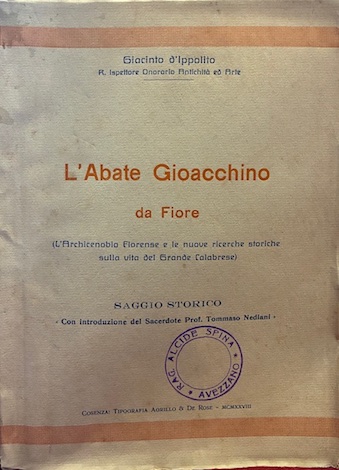 Giacinto d'Ippolito
R. Ispettore Onorario Antichità ed Arte
L'Abate Gioacchino
da Fiore
(L'Archicenobio Florense e le nuove ricerche storiche
sulla vita del Grande Calabrese)
SAGGIO STORICO
- Con introduzione del Sacerdote Prof. Tommaso Nediani -
RAG. ALCIDE SPINA
* AVEZZANO *
COSENZA: TIPOGRAFIA AGRILLO & DE ROSE - MCMXXVIII